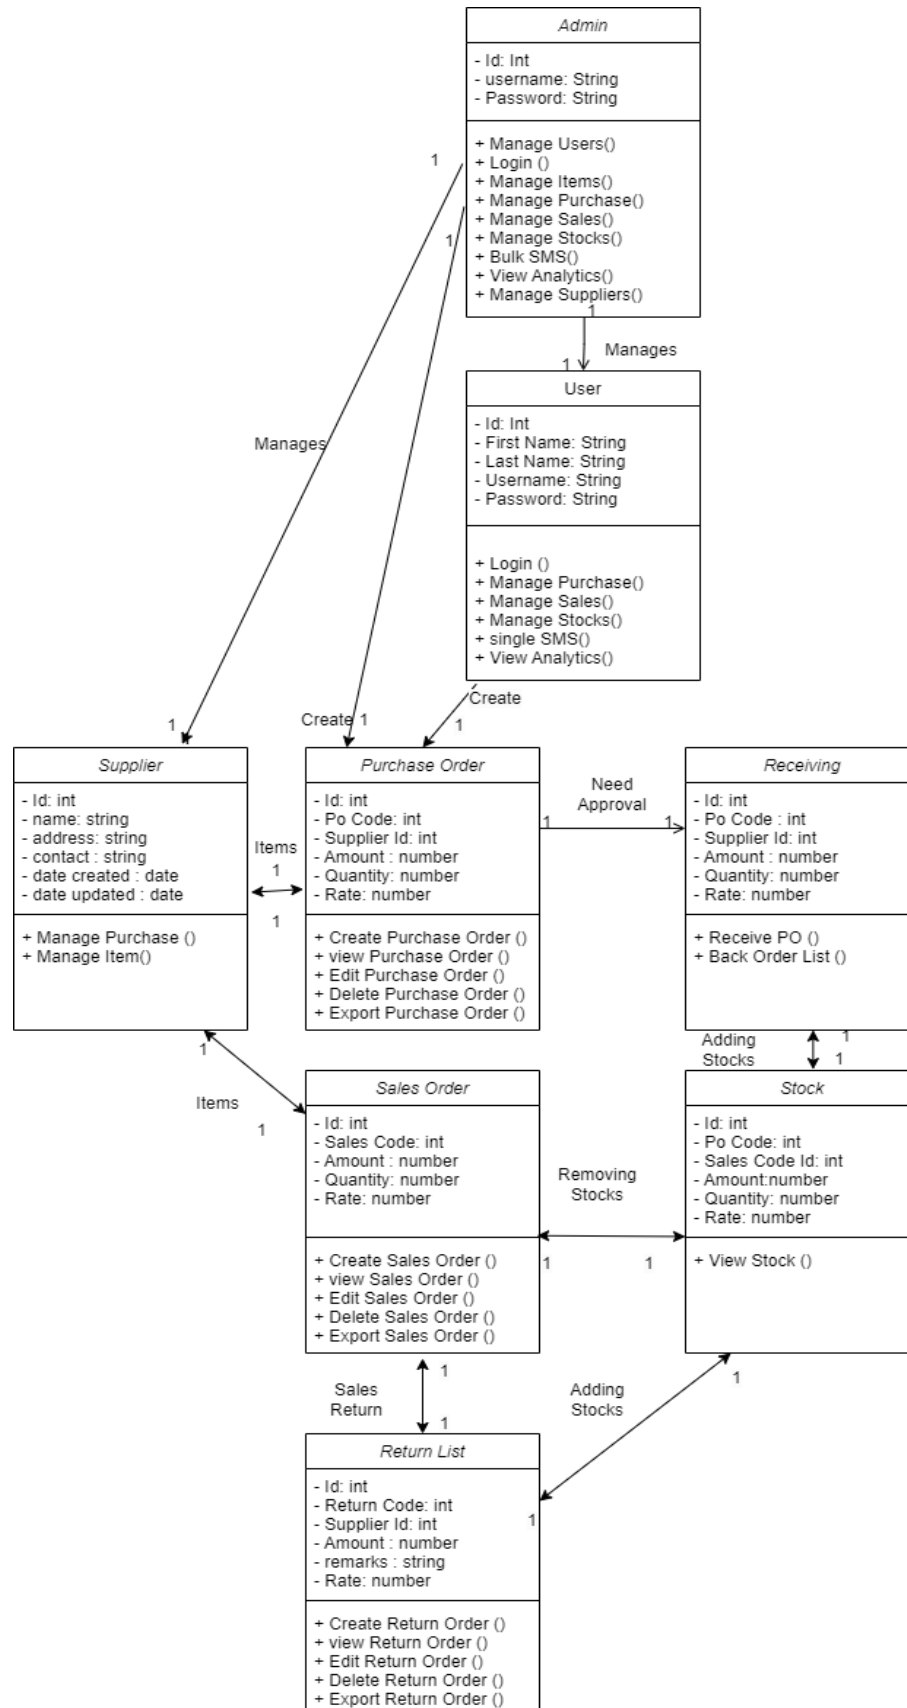 Admin
- Id: Int
- username: String
- Password: String
+ Manage Users()
+ Login ()
+ Manage Items()
+ Manage Purchase()
+ Manage Sales()
+ Manage Stocks()
+ Bulk SMS()
+ View Analytics()
+ Manage Suppliers()
1
1
1
Manages
1
User
- Id: Int
- First Name: String
- Last Name: String
- Username: String
- Password: String
+ Login ()
+ Manage Purchase()
+ Manage Sales()
+ Manage Stocks()
+ single SMS()
+ View Analytics()
Manages
Create
1
Create 1
1
Supplier
- Id: int
- name: string
- address: string
- contact : string
- date created : date
- date updated : date
+ Manage Purchase ()
+ Manage Item()
Items
1
1
Purchase Order
- Id: int
- Po Code: int
- Supplier Id: int
- Amount : number
- Quantity: number
- Rate: number
+ Create Purchase Order ()
+ view Purchase Order ()
+ Edit Purchase Order ()
+ Delete Purchase Order ()
+ Export Purchase Order ()
Need
Approval
1
1
Receiving
- Id: int
- Po Code : int
- Supplier Id: int
- Amount : number
- Quantity: number
- Rate: number
+ Receive PO ()
+ Back Order List ()
1
Items
1
Adding
Stocks
1
1
Sales Order
- Id: int
- Sales Code: int
- Amount : number
- Quantity: number
- Rate: number
+ Create Sales Order ()
+ view Sales Order ()
+ Edit Sales Order ()
+ Delete Sales Order ()
+ Export Sales Order ()
Removing
Stocks
1
1
Stock
- Id: int
- Po Code: int
- Sales Code Id: int
- Amount:number
- Quantity: number
- Rate: number
+ View Stock ()
Sales
Return
1
1
Adding
Stocks
1
1
Return List
- Id: int
- Return Code: int
- Supplier Id: int
- Amount : number
- remarks : string
- Rate: number
+ Create Return Order ()
+ view Return Order ()
+ Edit Return Order ()
+ Delete Return Order ()
+ Export Return Order ()